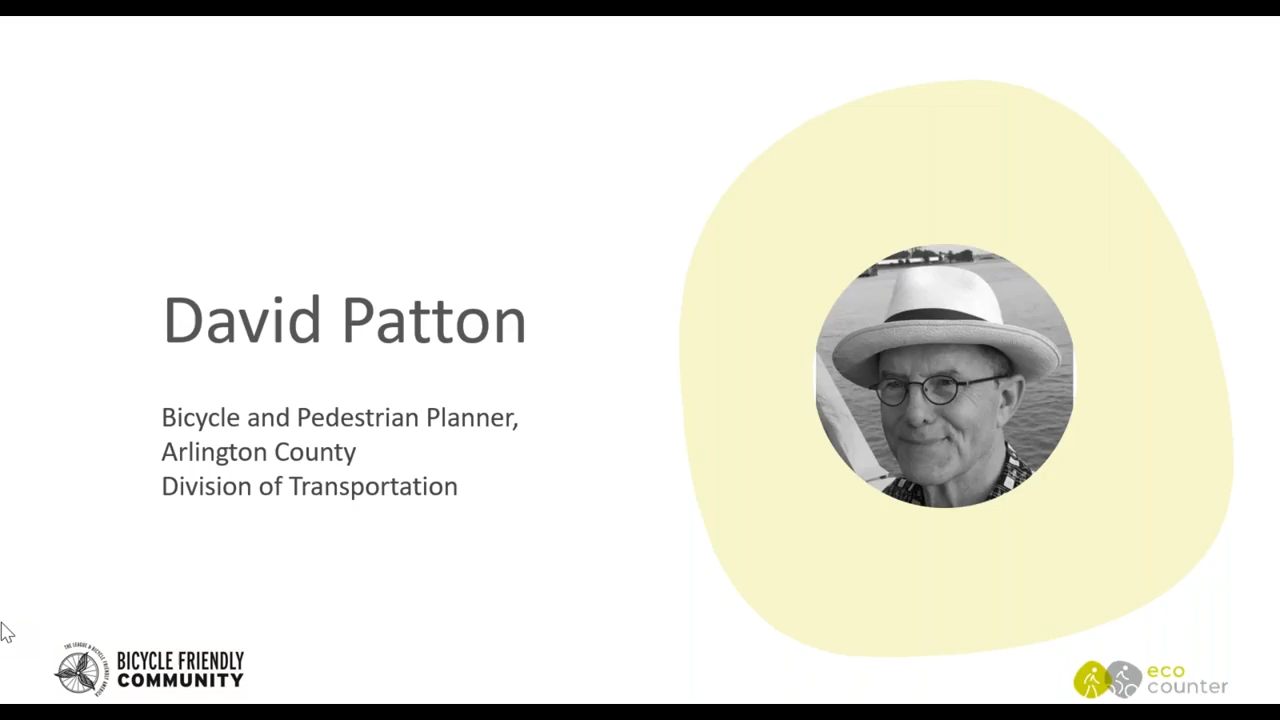 David Patton
Bicycle and Pedestrian Planner,
Arlington County
Division of Transportation
BICYCLE FRIENDLY
COMMUNITY
eco
counter